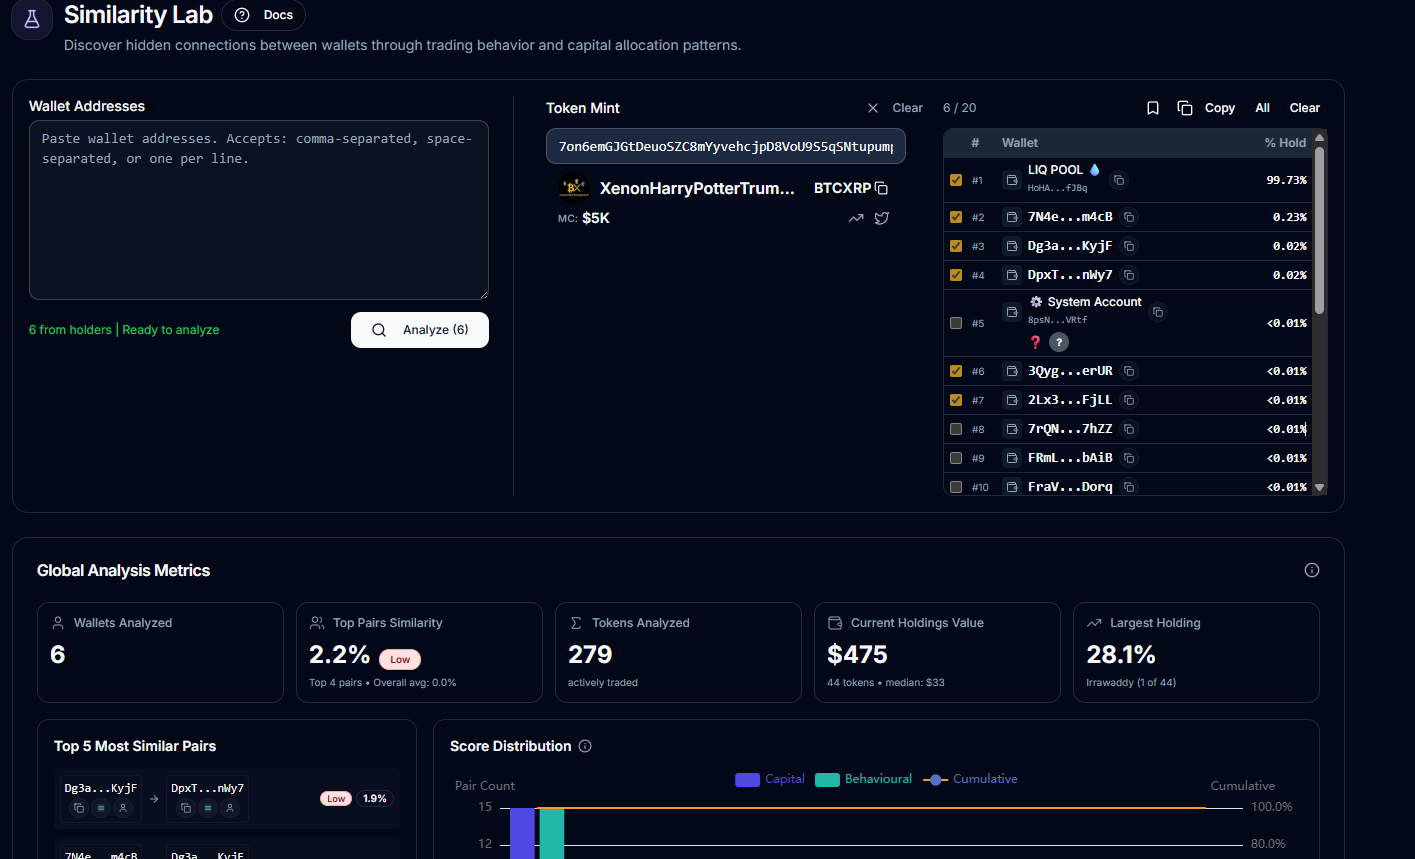 Similarity Lab
Docs
Discover hidden connections between wallets through trading behavior and capital allocation patterns.
Wallet Addresses
Paste wallet addresses. Accepts: comma-separated, space-
separated, or one per line.
6 from holders | Ready to analyze
Analyze (6)
Token Mint
Clear
7on6emGJGtDeuoSZC8mYyvehcjpD8VoU9S5qSNtupump
XenonHarryPotterTrum...
BTCXRP
MC: $5K
6 / 20
Copy
All
Clear
# Wallet % Hold
#1 LIQ POOL 99.73%
HoHA...fJBq
#2 7N4e...m4cB 0.23%
#3 Dg3a...KyjF 0.02%
#4 DpxT...nWy7 0.02%
#5 System Account <0.01%
8psN...VRtf
❓ ?
#6 3Qyg...erUR <0.01%
#7 2Lx3...FjLL <0.01%
#8 7rQN...7hZZ <0.01%
#9 FRmL...bAiB <0.01%
#10 FraV...Dorq <0.01%
Global Analysis Metrics
Wallets Analyzed
6
Top Pairs Similarity
2.2% Low
Top 4 pairs • Overall avg: 0.0%
Tokens Analyzed
279
actively traded
Current Holdings Value
$475
44 tokens • median: $33
Largest Holding
28.1%
Irrawaddy (1 of 44)
Top 5 Most Similar Pairs
Dg3a...KyjF → DpxT...nWy7 Low 1.9%
7N4e...m4cB Dg3a...KyjF
Score Distribution
Capital Behavioural Cumulative
Pair Count
Cumulative
15
100.0%
12
80.0%